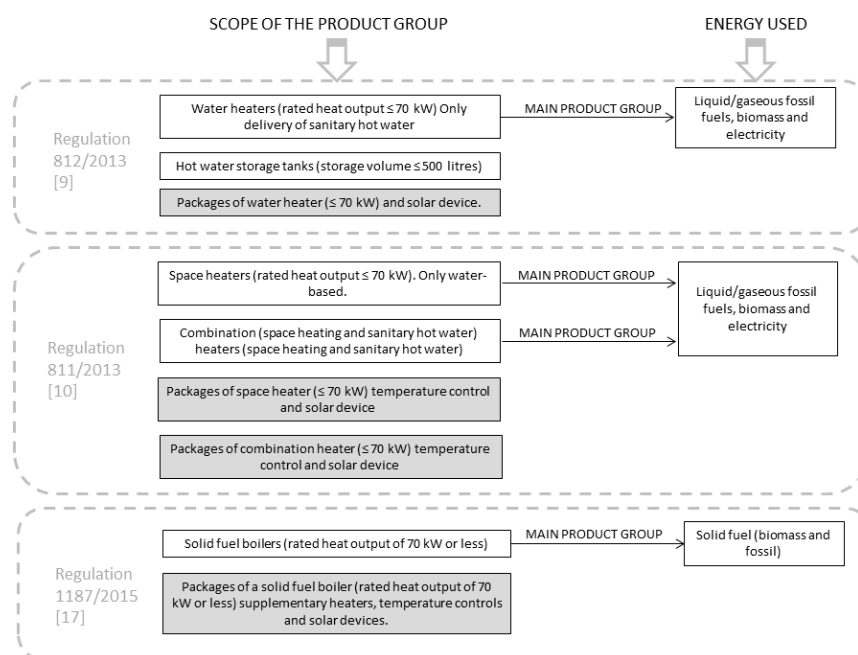 SCOPE OF THE PRODUCT GROUP
ENERGY USED
Regulation
812/2013
[9]
Water heaters (rated heat output ≤ 70 kW) Only
delivery of sanitary hot water
MAIN PRODUCT GROUP
Liquid/gaseous fossil
fuels, biomass and
electricity
Hot water storage tanks (storage volume ≤500 litres)
Packages of water heater (≤ 70 kW) and solar device.
Regulation
811/2013
[10]
Space heaters (rated heat output ≤ 70 kW). Only water-
based.
MAIN PRODUCT GROUP
Combination (space heating and sanitary hot water)
heaters (space heating and sanitary hot water)
MAIN PRODUCT GROUP
Liquid/gaseous fossil
fuels, biomass and
electricity
Packages of space heater (≤ 70 kW) temperature control
and solar device
Packages of combination heater (≤ 70 kW) temperature
control and solar device
Regulation
1187/2015
[17]
Solid fuel boilers (rated heat output of 70 kW or less)
MAIN PRODUCT GROUP
Solid fuel (biomass and
fossil)
Packages of a solid fuel boiler (rated heat output of 70
kW or less) supplementary heaters, temperature controls
and solar devices.